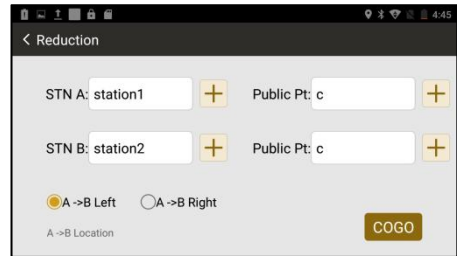 4:45
< Reduction
STN A: station1 + Public Pt: c +
STN B: station2 + Public Pt: c +
A ->B Left A ->B Right
A ->B Location COGO